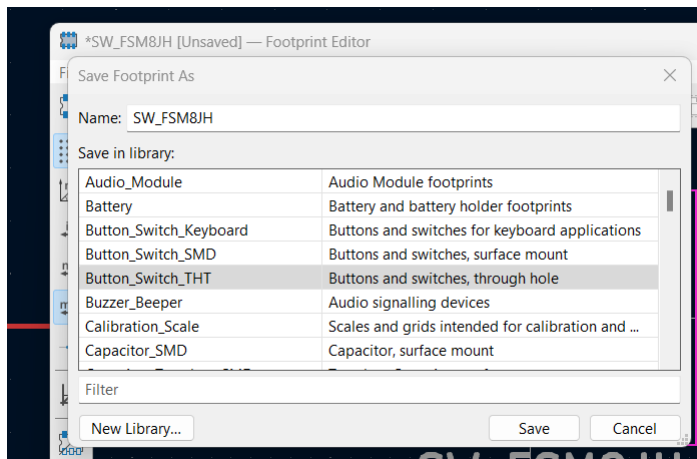 *SW_FSM8JH [Unsaved] — Footprint Editor
Save Footprint As
Name: SW_FSM8JH
Save in library:
Audio_Module Audio Module footprints
Battery Battery and battery holder footprints
Button_Switch_Keyboard Buttons and switches for keyboard applications
Button_Switch_SMD Buttons and switches, surface mount
Button_Switch_THT Buttons and switches, through hole
Buzzer_Beeper Audio signalling devices
Calibration_Scale Scales and grids intended for calibration and ...
Capacitor_SMD Capacitor, surface mount
Filter
New Library... Save Cancel
SW_FSM8JH